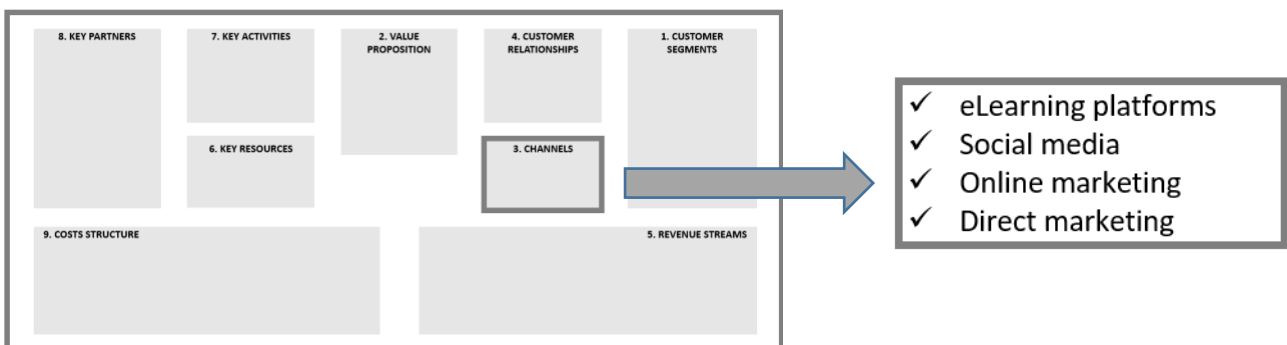 8. KEY PARTNERS
7. KEY ACTIVITIES
2. VALUE
PROPOSITION
4. CUSTOMER
RELATIONSHIPS
1. CUSTOMER
SEGMENTS
6. KEY RESOURCES
3. CHANNELS
9. COSTS STRUCTURE
5. REVENUE STREAMS
✓ eLearning platforms
✓ Social media
✓ Online marketing
✓ Direct marketing